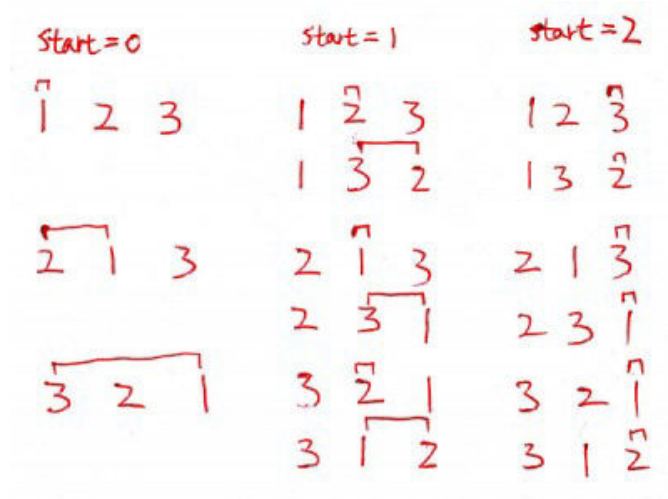 start=0 start=1 start=2
1 2 3 1 2 3 1 2 3
1 3 2 1 3 2
2 1 3 2 1 3 2 1 3
2 3 1 2 3 1
3 2 1 3 2 1 3 2 1
3 1 2 3 1 2